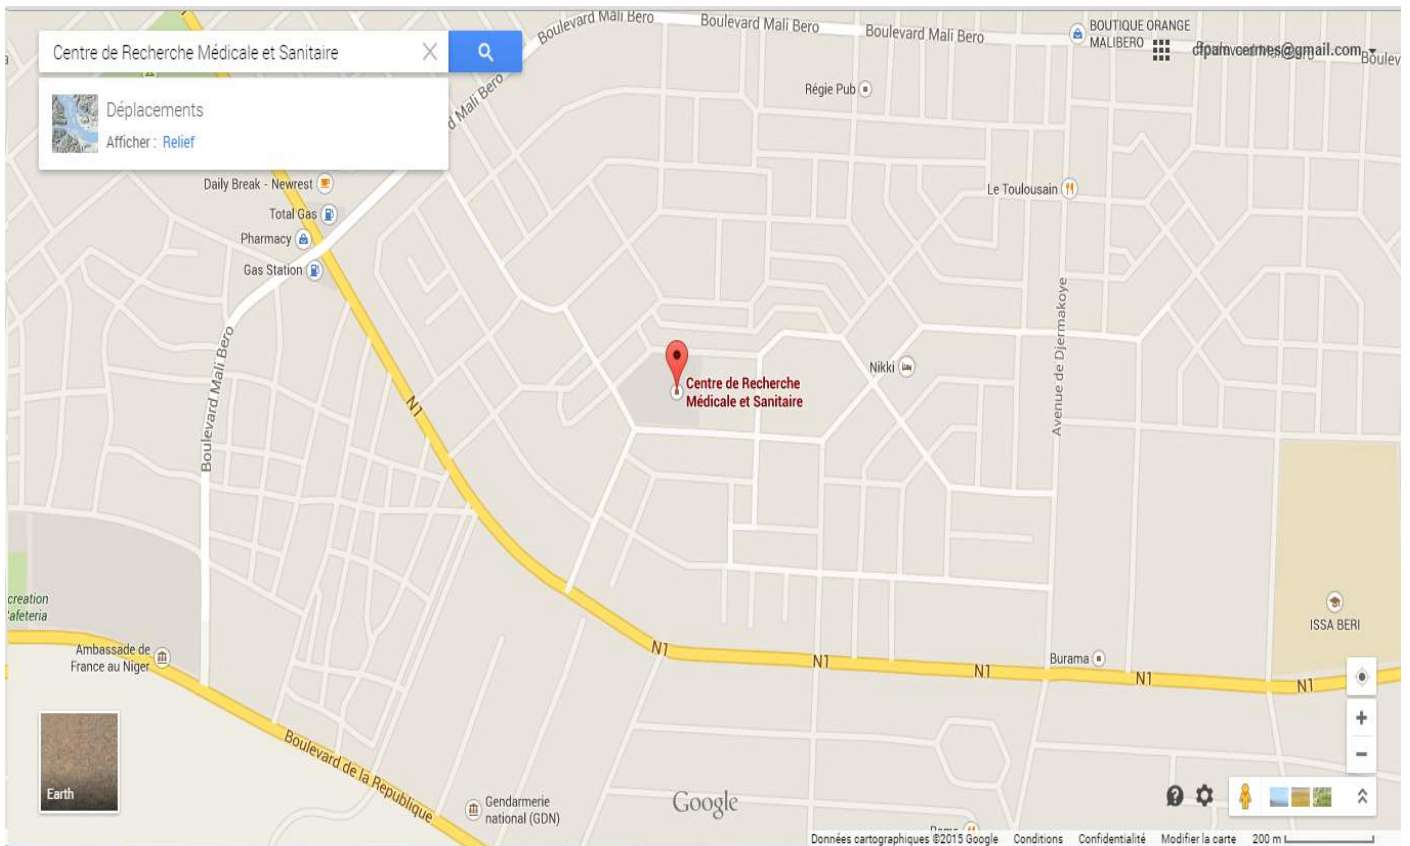 Boulevard Mali Bero
Boulevard Mali Bero
Boulevard Mali Bero
BOUTIQUE ORANGE
MALIBERO
Centre de Recherche Médicale et Sanitaire
Déplacements
Afficher : Relief
d Mali Bero
Régie Pub
Daily Break - Newrest
Le Toulousain
Total Gas
Pharmacy
Gas Station
Boulevard Mali Bero
N1
Centre de Recherche
Médicale et Sanitaire
Nikki
Avenue de Djermakoye
creation
afeteria
Ambassade de
France au Niger
N1
N1
N1
Burama
N1
N1
ISSA BERI
Boulevard de la Republique
Earth
Gendarmerie
national (GDN)
Google
Données cartographiques ©2015 Google Conditions Confidentialité Modifier la carte 200 m